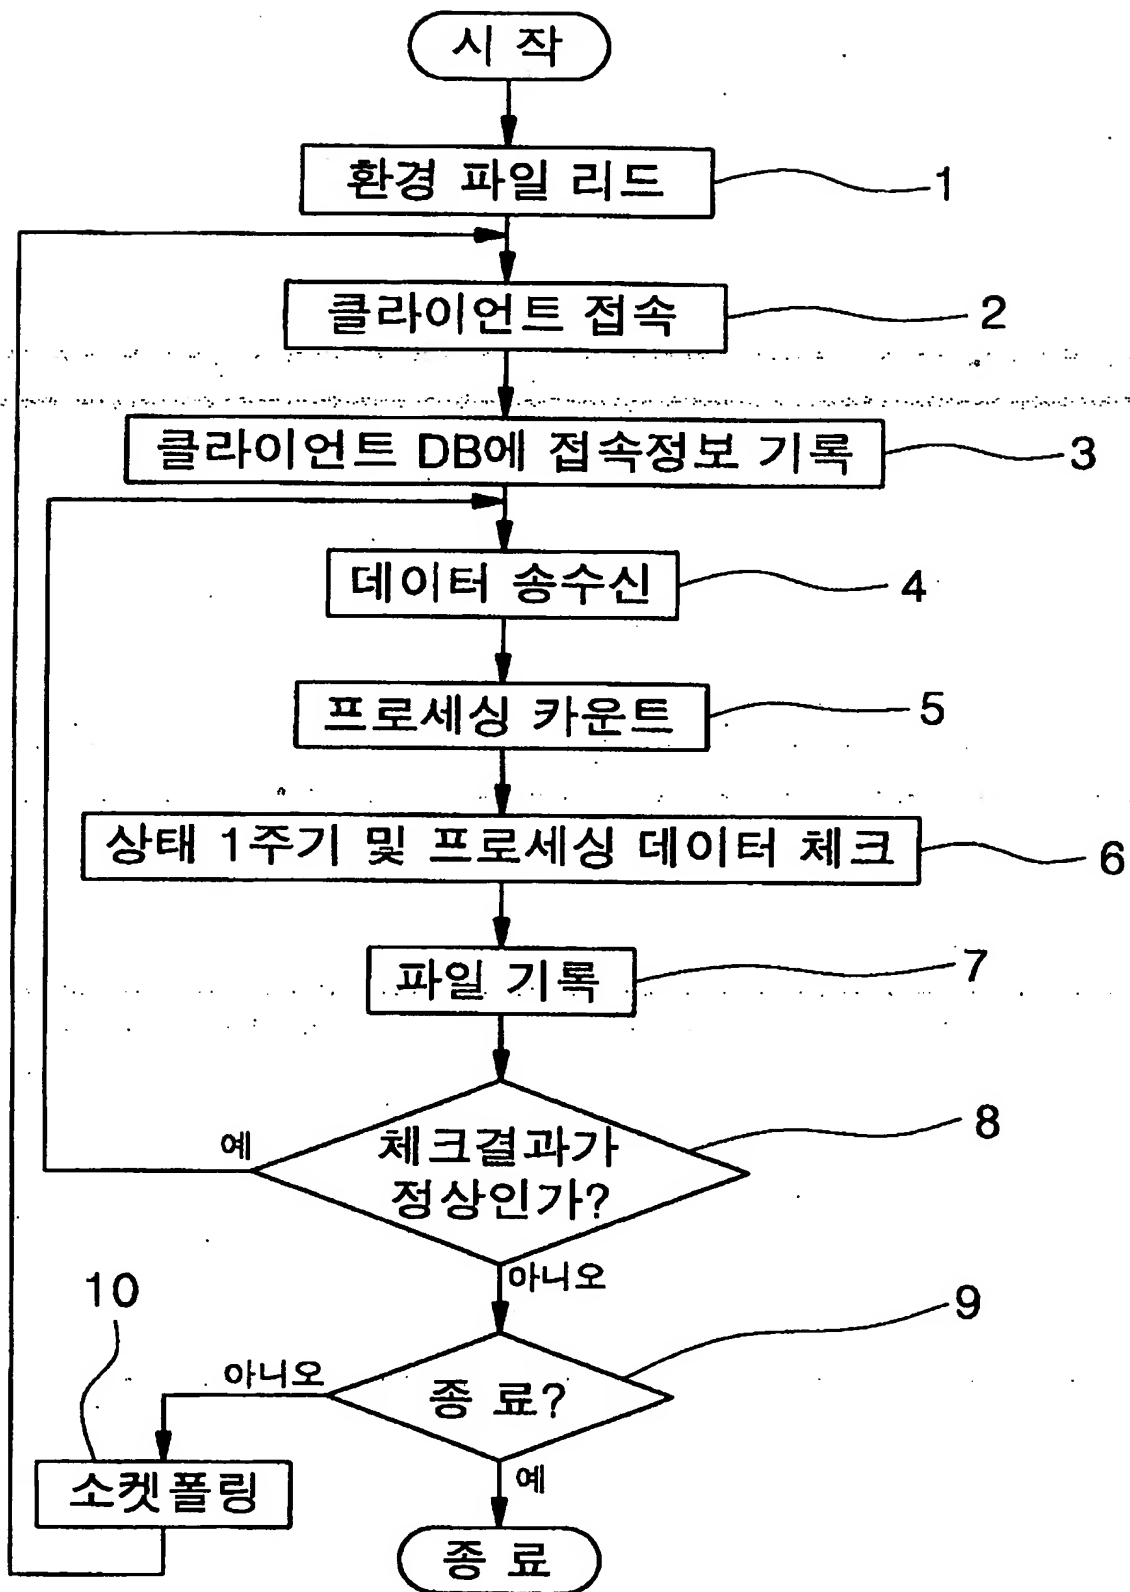 시 작
환경 파일 리드
1
클라이언트 접속
2
클라이언트 DB에 접속정보 기록
3
데이터 송수신
4
프로세싱 카운트
5
상태 1주기 및 프로세싱 데이터 체크
6
파일 기록
7
예
체크결과가
정상인가?
8
아니오
10
9
아니오
종 료?
소켓폴링
예
종 료